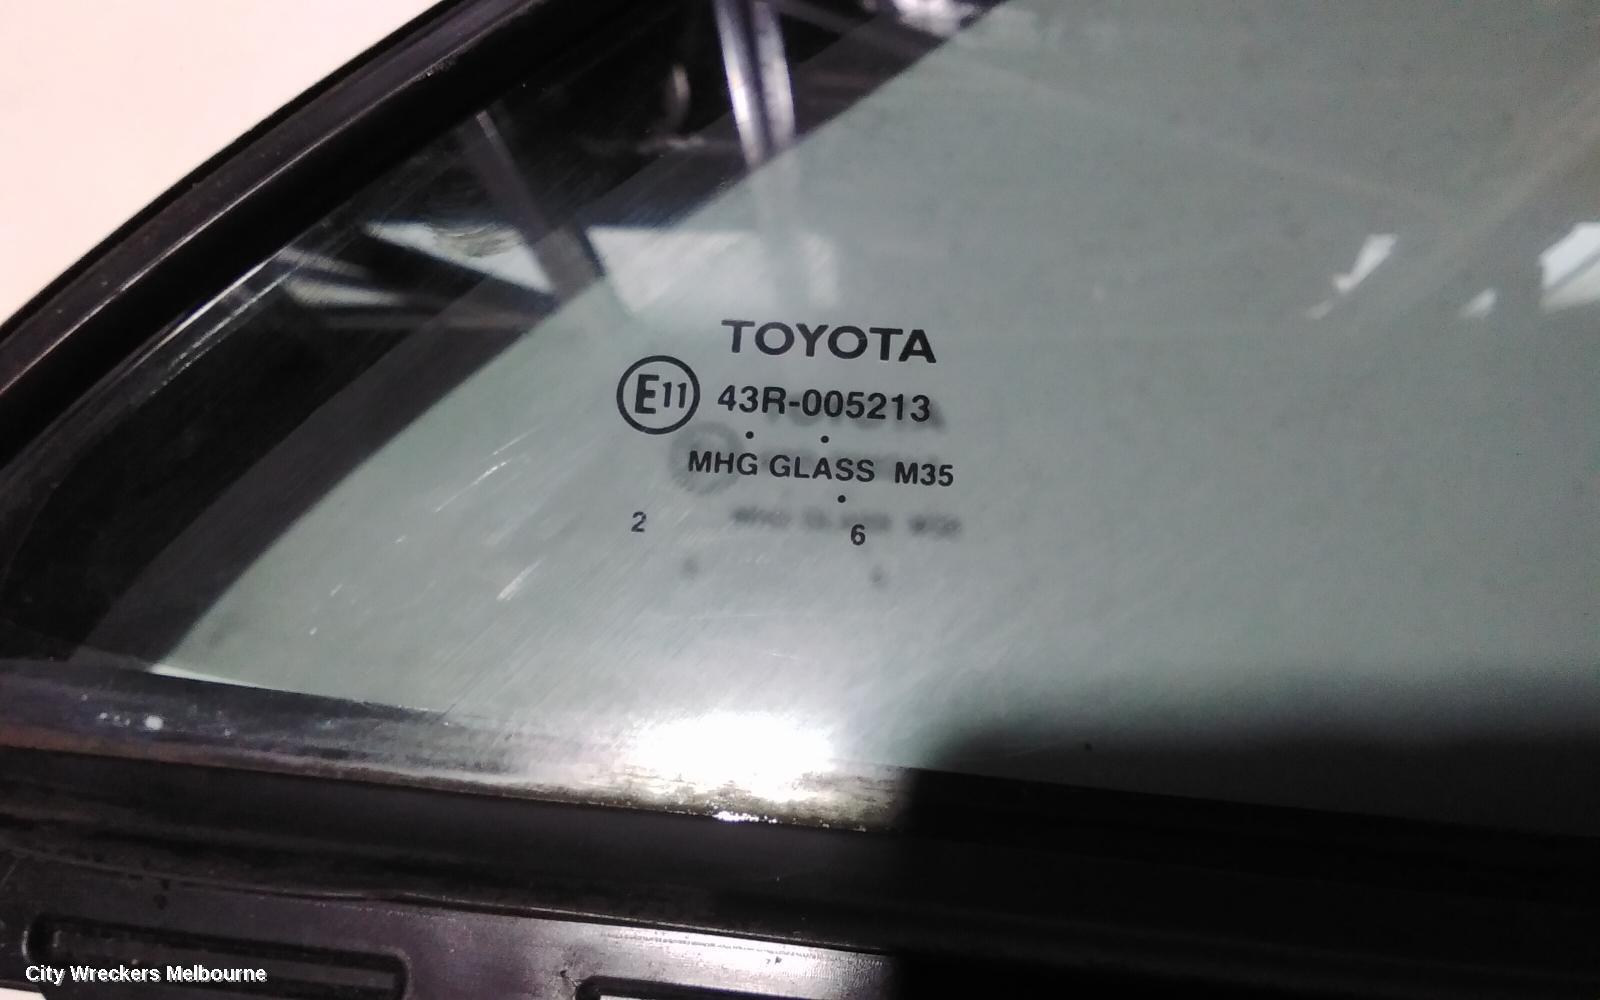 TOYOTA
E11 43R-005213
. .
MHG GLASS M35
.
2 6
City Wreckers Melbourne